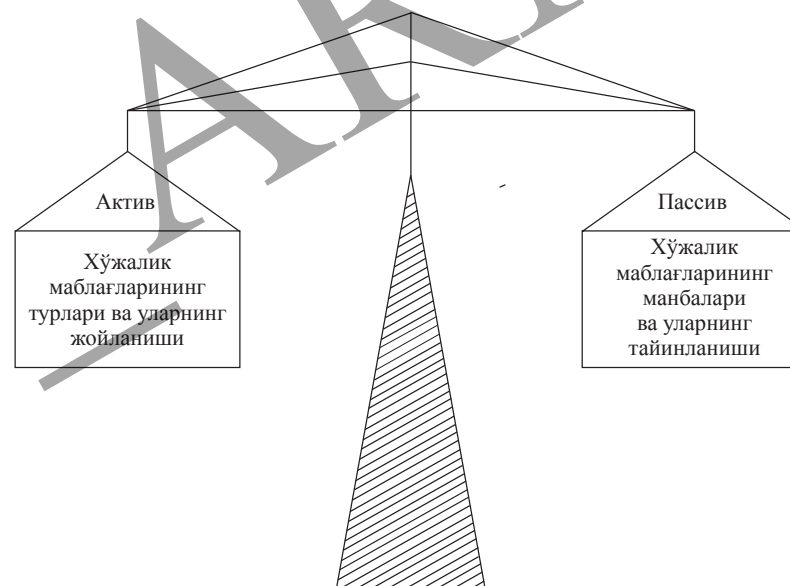 Актив
Хўжалик
маблағларининг
турлари ва уларнинг
жойланиши
Пассив
Хўжалик
маблағларининг
манбалари
ва уларнинг
тайинланиши